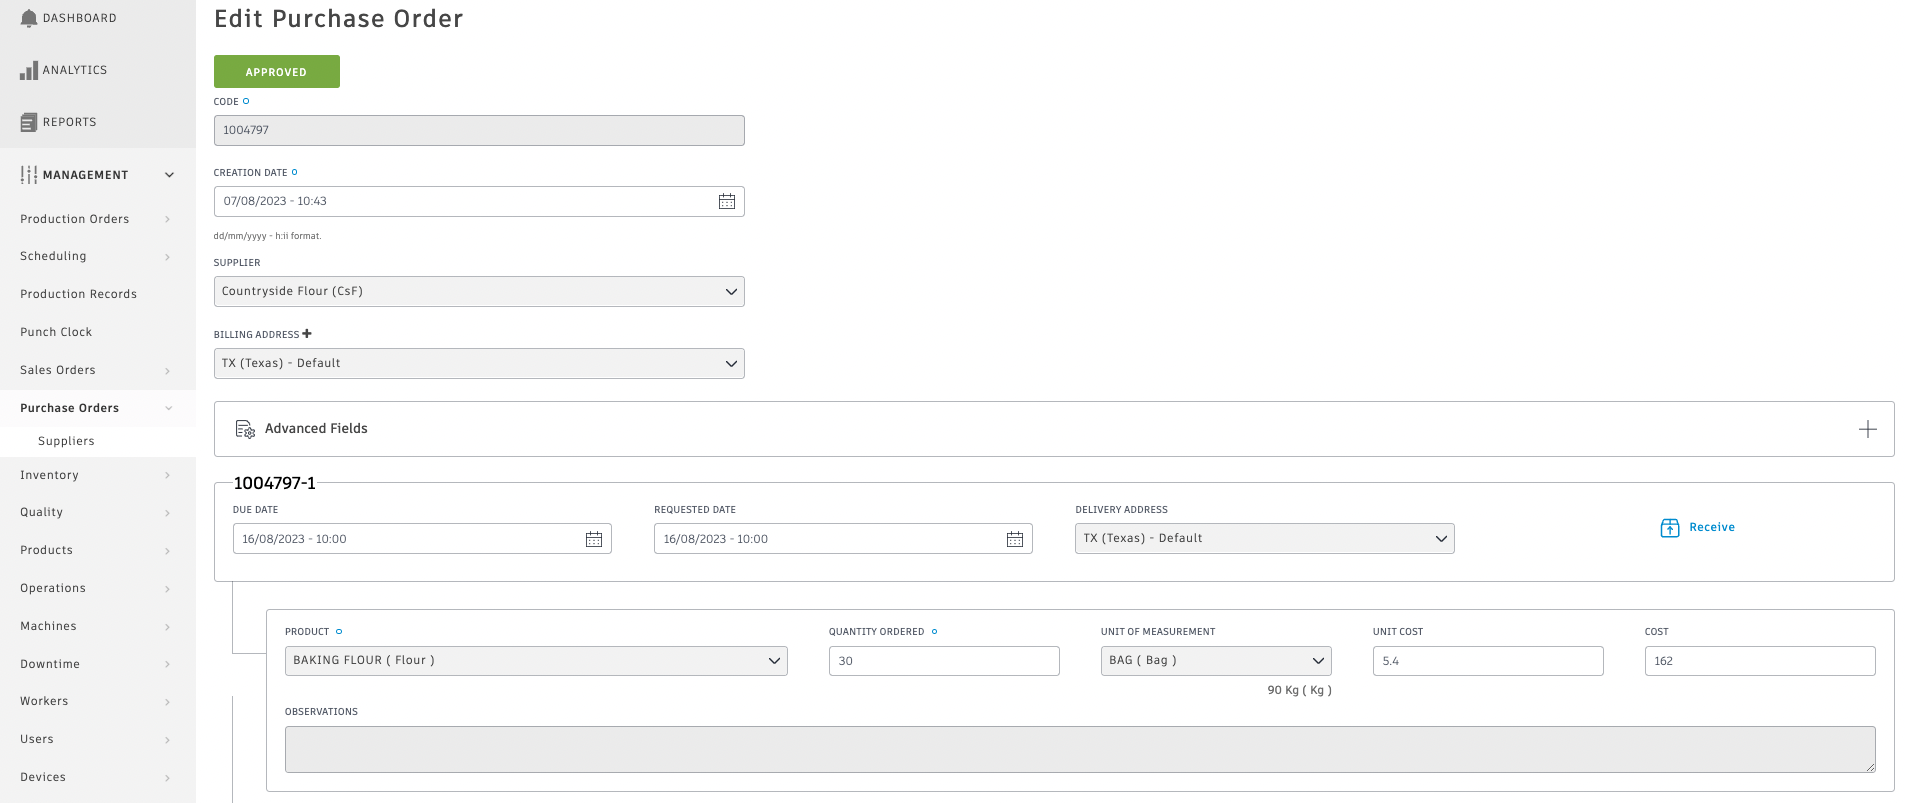 DASHBOARD
ANALYTICS
REPORTS
MANAGEMENT
Production Orders
Scheduling
Production Records
Punch Clock
Sales Orders
Purchase Orders
Suppliers
Inventory
Quality
Products
Operations
Machines
Downtime
Workers
Users
Devices
Edit Purchase Order
APPROVED
CODE
1004797
CREATION DATE
07/08/2023 - 10:43
dd/mm/yyyy - h:ii format.
SUPPLIER
Countryside Flour (CsF)
BILLING ADDRESS
TX (Texas) - Default
Advanced Fields
1004797-1
DUE DATE
16/08/2023 - 10:00
REQUESTED DATE
16/08/2023 - 10:00
DELIVERY ADDRESS
TX (Texas) - Default
Receive
PRODUCT
BAKING FLOUR ( Flour )
QUANTITY ORDERED
30
UNIT OF MEASUREMENT
BAG ( Bag )
90 Kg ( Kg )
UNIT COST
5.4
COST
162
OBSERVATIONS